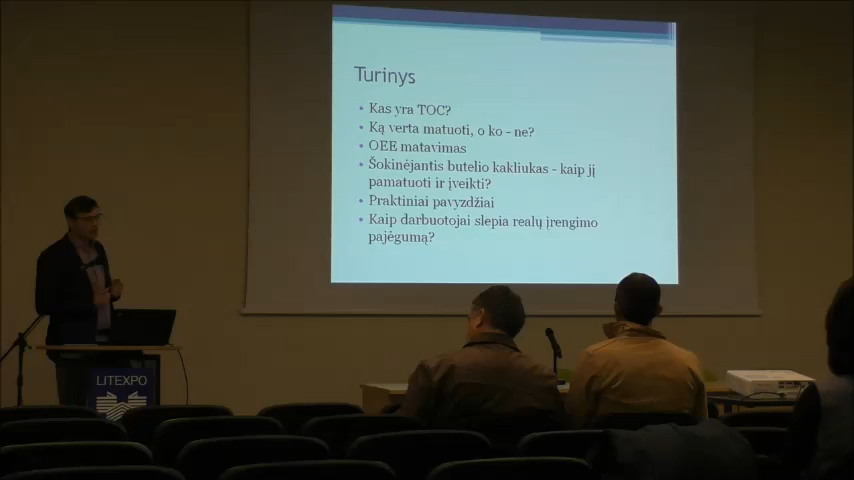 Turinys
• Kas yra TOC?
• Ką verta matuoti, o ko - ne?
• OEE matavimas
• Šokinėjantis butelio kakliukas - kaip jį
pamatuoti ir įveikti?
• Praktiniai pavyzdžiai
• Kaip darbuotojai slepia realų įrengimo
pajėgumą?
LITEXPO